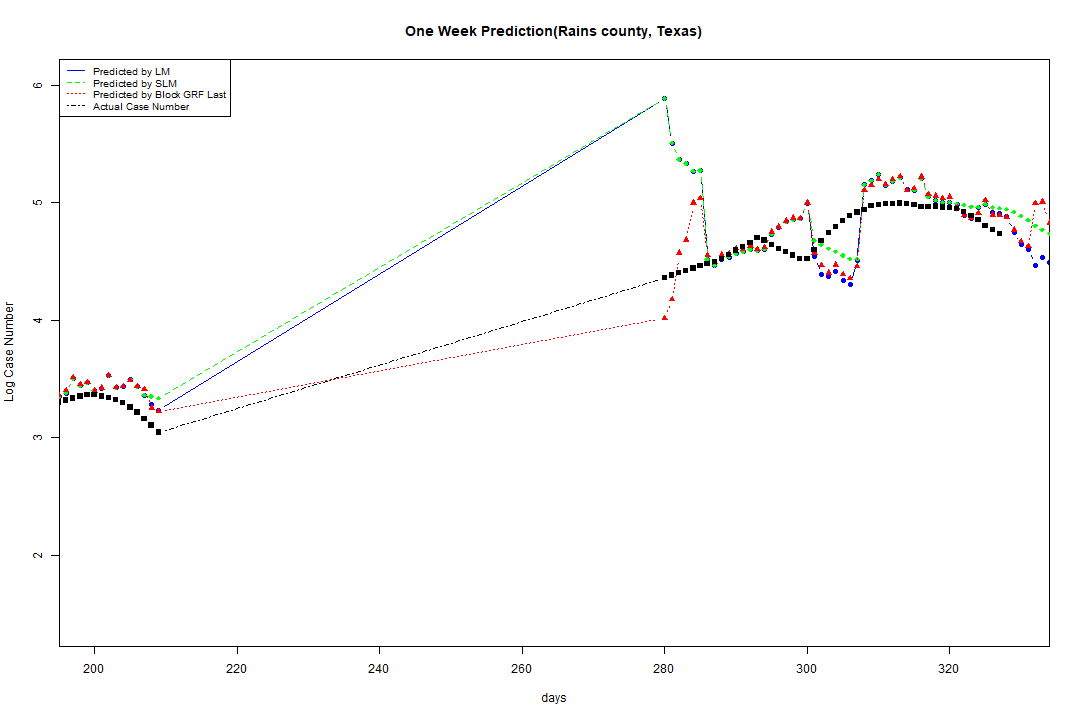 One Week Prediction(Rains county, Texas)
Predicted by LM
Predicted by SLM
Predicted by Block GRF Last
Actual Case Number
6
5
4
3
2
Log Case Number
200 220 240 260 280 300 320
days